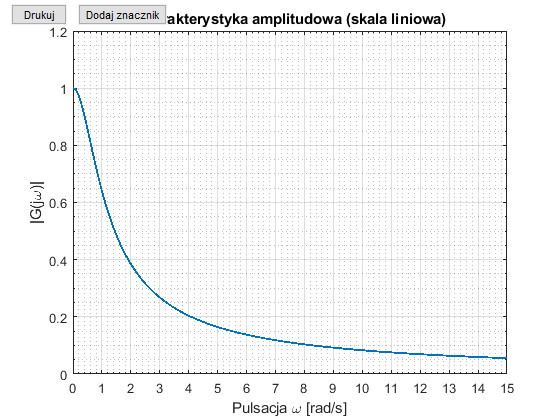 Drukuj
Dodaj znacznik
rakterystyka amplitudowa (skala liniowa)
1.2
1
0.8
0.6
0.4
0.2
0
|G(jω)|
0 1 2 3 4 5 6 7 8 9 10 11 12 13 14 15
Pulsacja ω [rad/s]